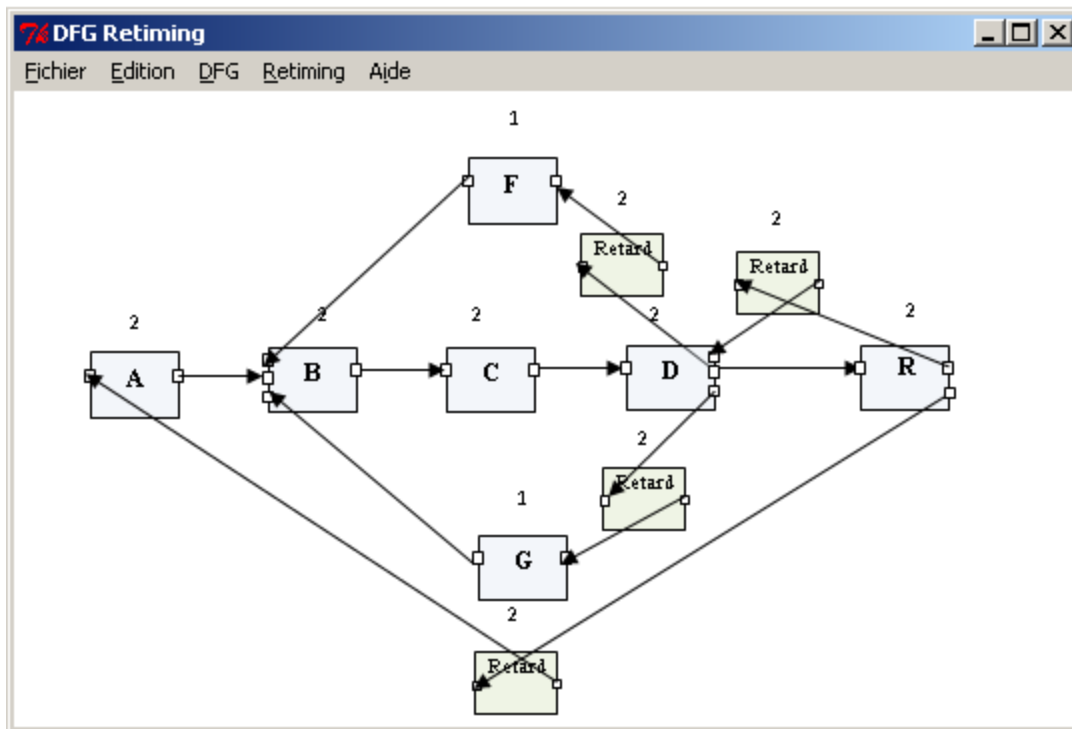 DFG Retiming
Fichier Edition DFG Retiming Aide
1
F
2
Retard
2
Retard
2
A
2
B
2
C
2
D
2
R
2
Retard
1
G
2
Retard